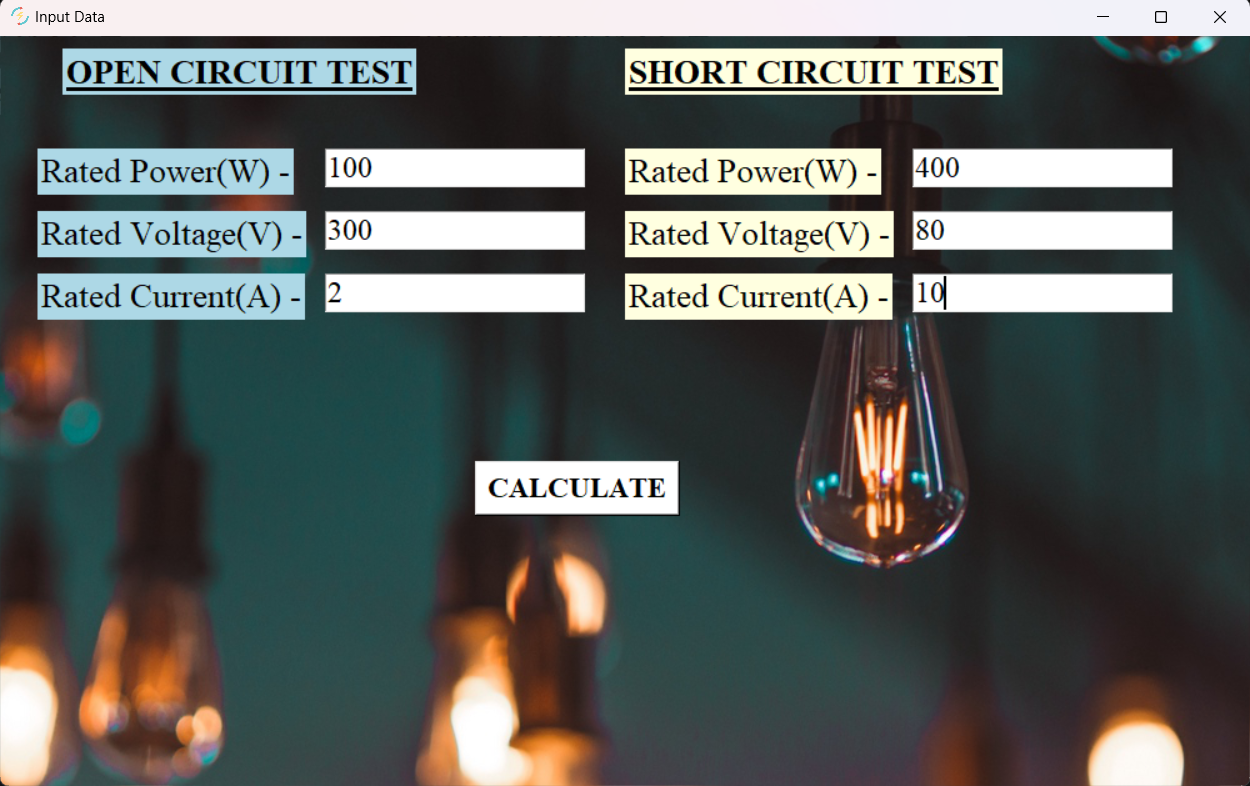 Input Data
OPEN CIRCUIT TEST
SHORT CIRCUIT TEST
Rated Power(W) - 100
Rated Power(W) - 400
Rated Voltage(V) - 300
Rated Voltage(V) - 80
Rated Current(A) - 2
Rated Current(A) - 10
CALCULATE